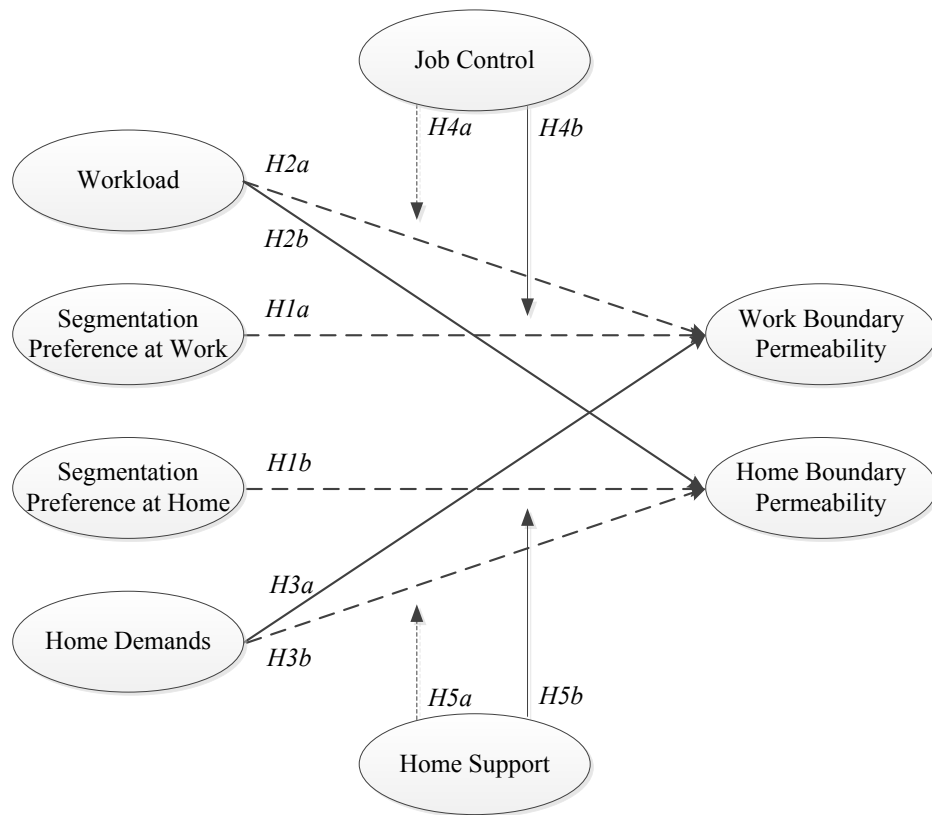 Job Control
H4a
H4b
Workload
H2a
H2b
Segmentation
Preference at Work
H1a
Work Boundary
Permeability
Segmentation
Preference at Home
H1b
Home Boundary
Permeability
Home Demands
H3a
H3b
H5a
H5b
Home Support